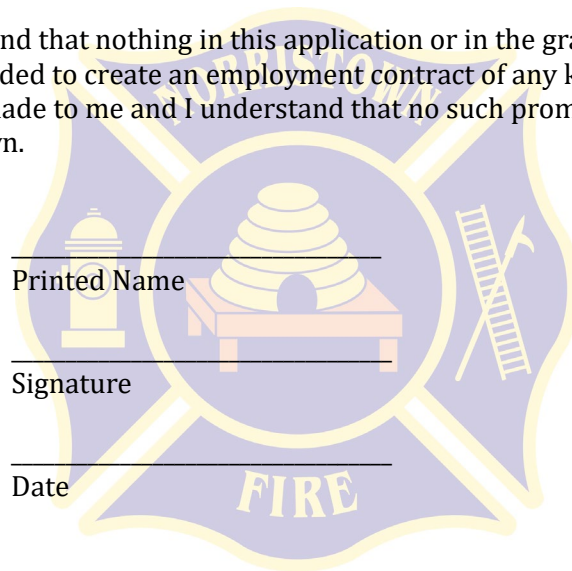 nd that nothing in this application or in the gra
ded to create an employment contract of any k
ade to me and I understand that no such prom
n.
NORRISTOWN
Printed Name
Signature
Date
FIRE